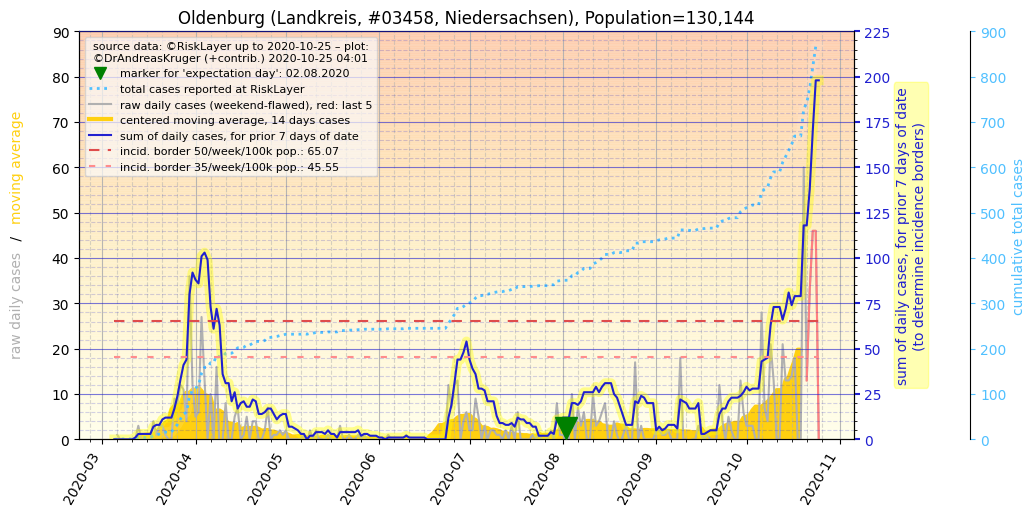 Oldenburg (Landkreis, #03458, Niedersachsen), Population=130,144
source data: ©RiskLayer up to 2020-10-25 – plot:
©DrAndreasKruger (+contrib.) 2020-10-25 04:01
marker for 'expectation day': 02.08.2020
total cases reported at RiskLayer
raw daily cases (weekend-flawed), red: last 5
centered moving average, 14 days cases
sum of daily cases, for prior 7 days of date
incid. border 50/week/100k pop.: 65.07
incid. border 35/week/100k pop.: 45.55
raw daily cases / moving average
90
80
70
60
50
40
30
20
10
0
2020-03
2020-04
2020-05
2020-06
2020-07
2020-08
2020-09
2020-10
2020-11
225
200
175
150
125
100
75
50
25
0
sum of daily cases, for prior 7 days of date
(to determine incidence borders)
900
800
700
600
500
400
300
200
100
0
cumulative total cases